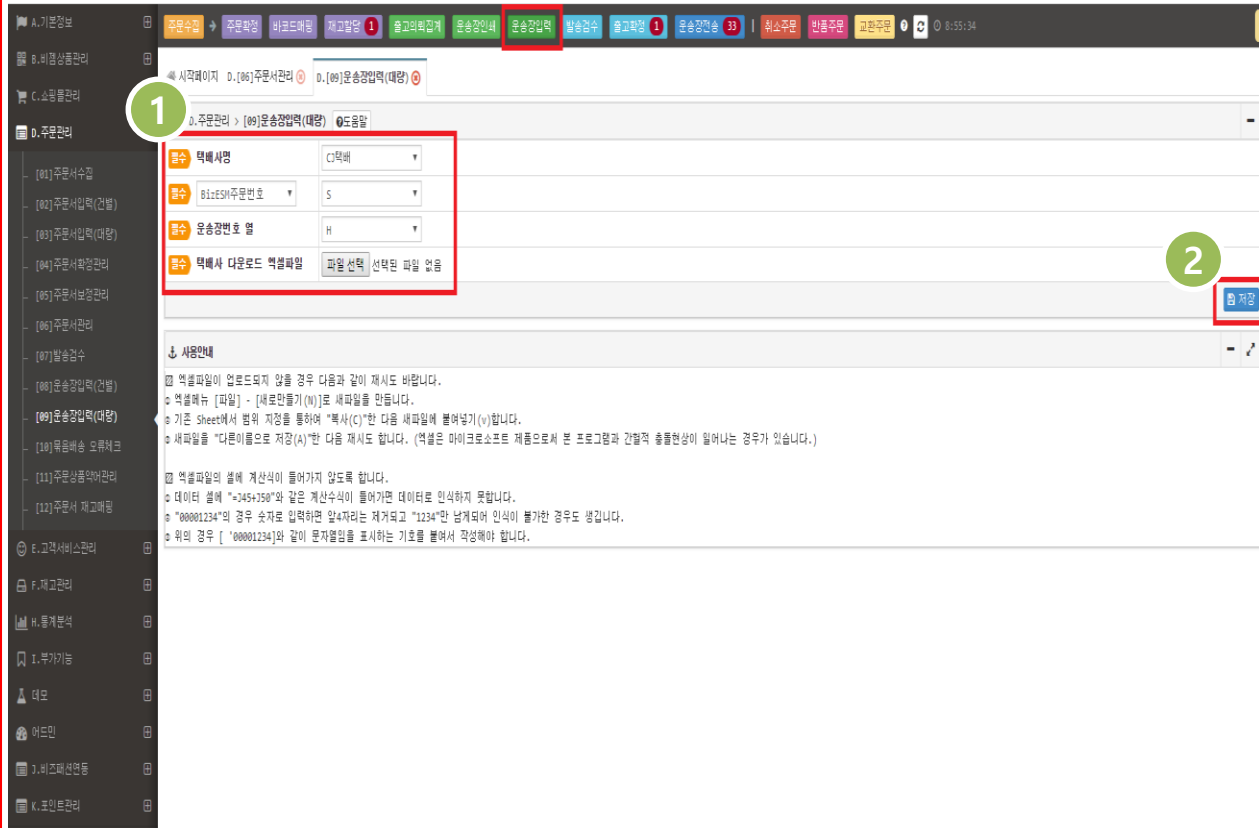 A.기본정보
B.비젬상품관리
C.쇼핑몰관리
D.주문관리
[01]주문서수집
[02]주문서입력(건별)
[03]주문서입력(대량)
[04]주문서확정관리
[05]주문서보정관리
[06]주문서관리
[07]발송검수
[08]운송장입력(건별)
[09]운송장입력(대량)
[10]묶음배송 오류체크
[11]주문상품약어관리
[12]주문서 재고매핑
E.고객서비스관리
F.재고관리
H.통계분석
I.부가기능
데모
어드민
J.비즈패션연동
K.포인트관리
주문수집 주문확정 바코드매핑 재고할당 1 출고의뢰집계 운송장인쇄 운송장입력 발송검수 출고확정 1 운송장전송 33 | 취소주문 반품주문 교환주문 8:55:34
시작페이지 D.[06]주문서관리 D.[09]운송장입력(대량)
1
D.주문관리 > [09]운송장입력(대량) 도움말
필수 택배사명 CJ택배
필수 BizESM주문번호 S
필수 운송장번호 열 H
필수 택배사 다운로드 엑셀파일 파일 선택 선택된 파일 없음
2
저장
사용안내
엑셀파일이 업로드되지 않을 경우 다음과 같이 재시도 바랍니다.
엑셀메뉴 [파일] - [새로만들기(N)]로 새파일을 만듭니다.
기존 Sheet에서 범위 지정을 통하여 "복사(C)"한 다음 새파일에 붙여넣기(v)합니다.
새파일을 "다른이름으로 저장(A)"한 다음 재시도 합니다. (엑셀은 마이크로소프트 제품으로써 본 프로그램과 간헐적 충돌현상이 일어나는 경우가 있습니다.)
엑셀파일의 셀에 계산식이 들어가지 않도록 합니다.
데이터 셀에 "=J45+J50"와 같은 계산수식이 들어가면 데이터로 인식하지 못합니다.
"00001234"의 경우 숫자로 입력하면 앞4자리는 제거되고 "1234"만 남게되어 인식이 불가한 경우도 생깁니다.
위의 경우 [ '00001234]와 같이 문자열임을 표시하는 기호를 붙여서 작성해야 합니다.